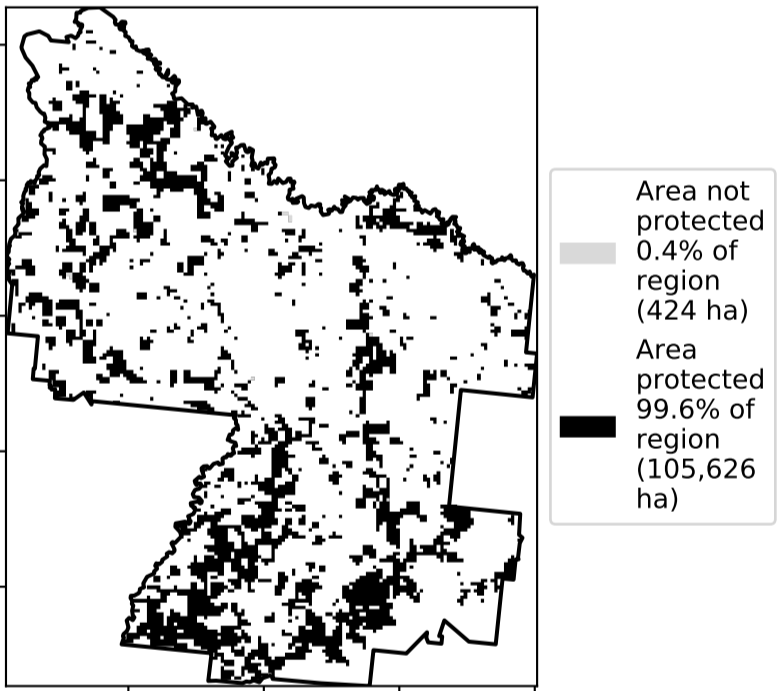 Area not
protected
0.4% of
region
(424 ha)
Area
protected
99.6% of
region
(105,626
ha)